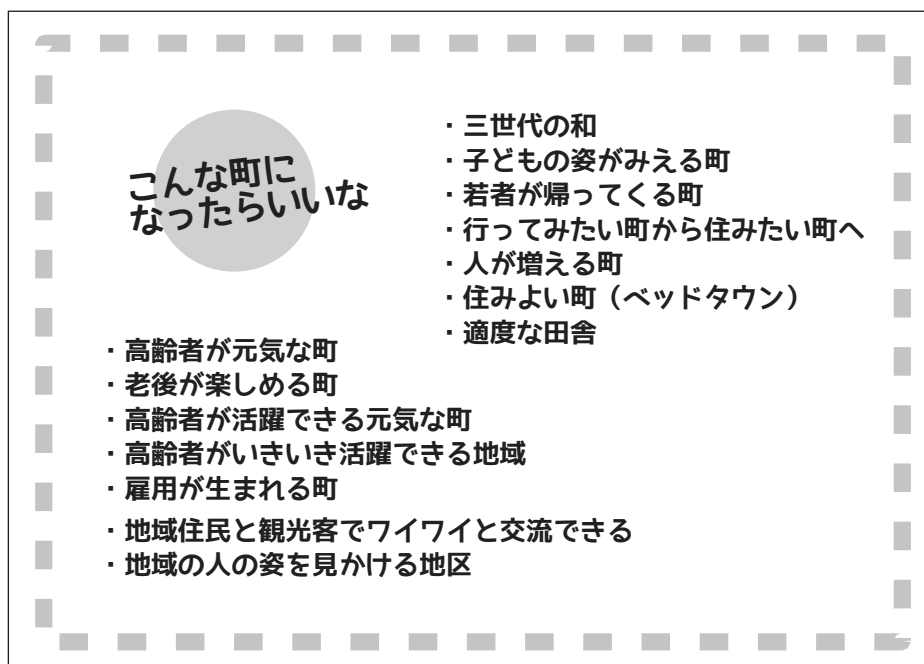 こんな町に
なったらいいな
・三世代の和
・子どもの姿がみえる町
・若者が帰ってくる町
・行ってみたい町から住みたい町へ
・人が増える町
・住みよい町（ベッドタウン）
・適度な田舎
・高齢者が元気な町
・老後が楽しめる町
・高齢者が活躍できる元気な町
・高齢者がいきいき活躍できる地域
・雇用が生まれる町
・地域住民と観光客でワイワイと交流できる
・地域の人の姿を見かける地区